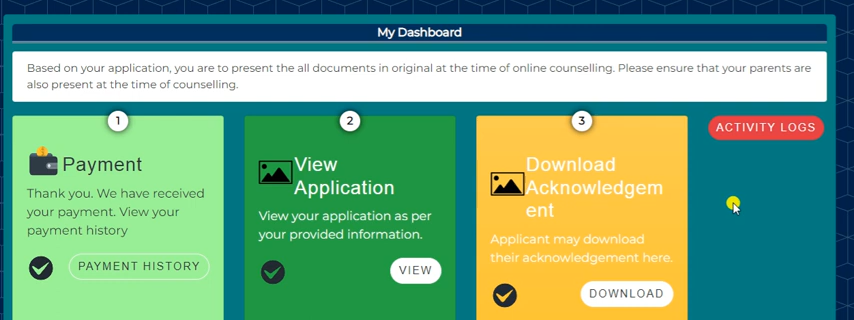 My Dashboard
Based on your application, you are to present the all documents in original at the time of online counselling. Please ensure that your parents are
also present at the time of counselling.
1
Payment
Thank you. We have received
your payment. View your
payment history
PAYMENT HISTORY
2
View
Application
View your application as per
your provided information.
VIEW
3
Download
Acknowledgem
ent
Applicant may download
their acknowledgement here.
DOWNLOAD
ACTIVITY LOGS